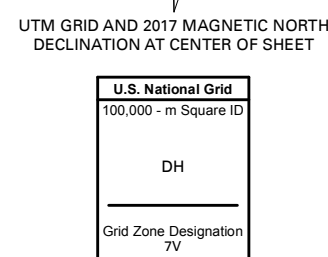 UTM GRID AND 2017 MAGNETIC NORTH
DECLINATION AT CENTER OF SHEET
U.S. National Grid
100,000 - m Square ID
DH
Grid Zone Designation
7V